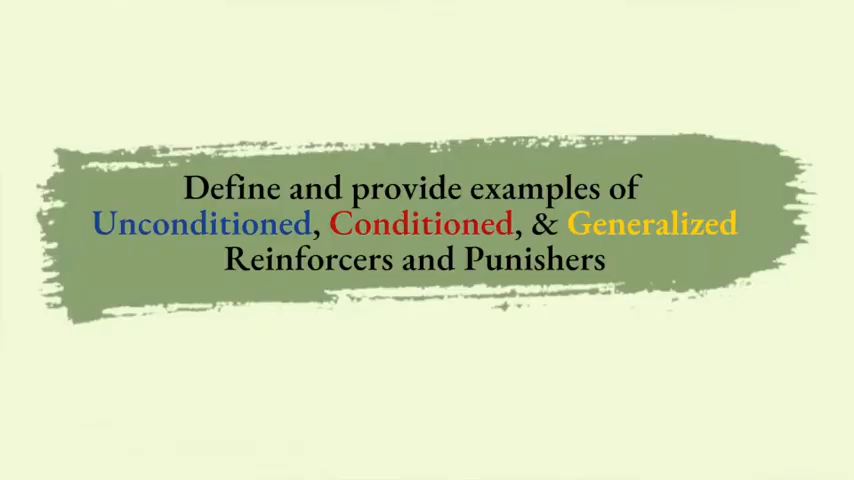 Define and provide examples of
Unconditioned, Conditioned, & Generalized
Reinforcers and Punishers